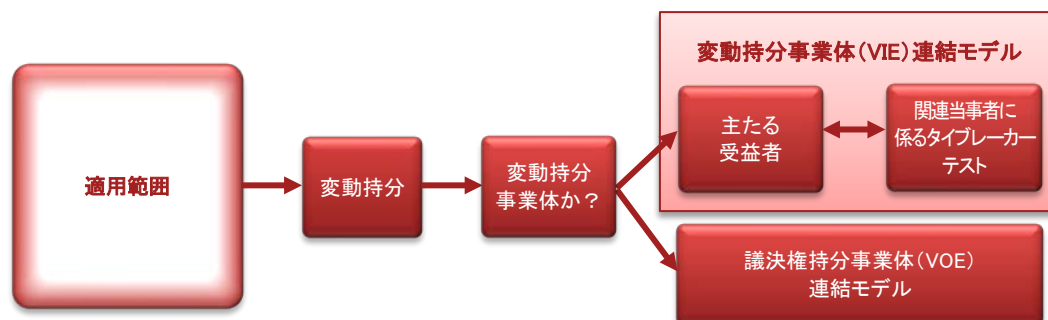 適用範囲
変動持分
変動持分
事業体か？
変動持分事業体（VIE）連結モデル
主たる
受益者
関連当事者に
係るタイブレーカー
テスト
議決権持分事業体（VOE）
連結モデル